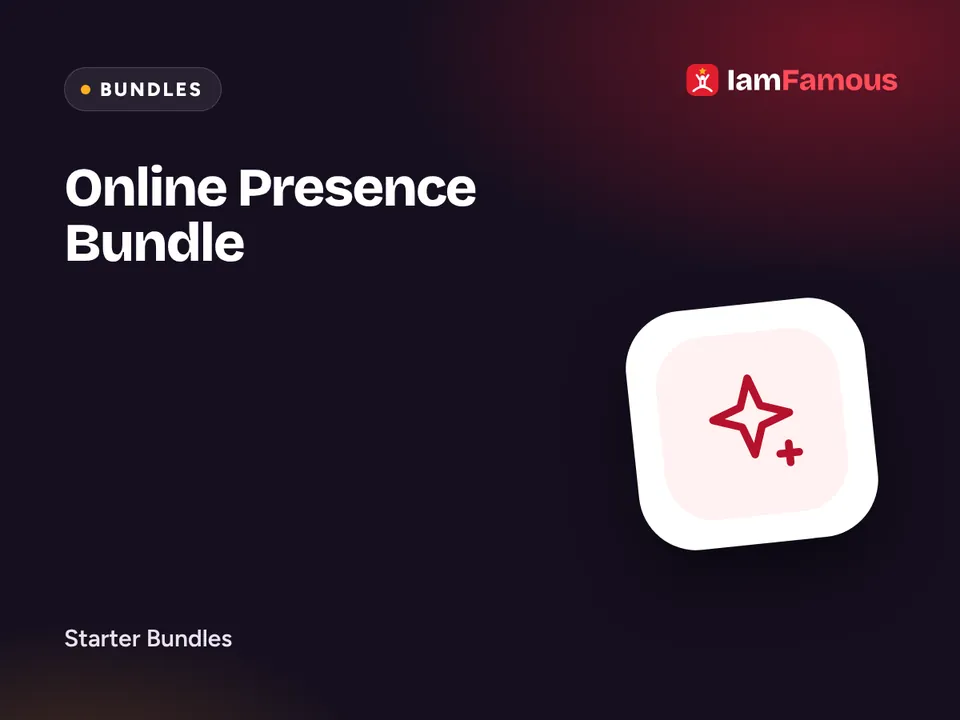 BUNDLES
IamFamous
Online Presence
Bundle
Starter Bundles